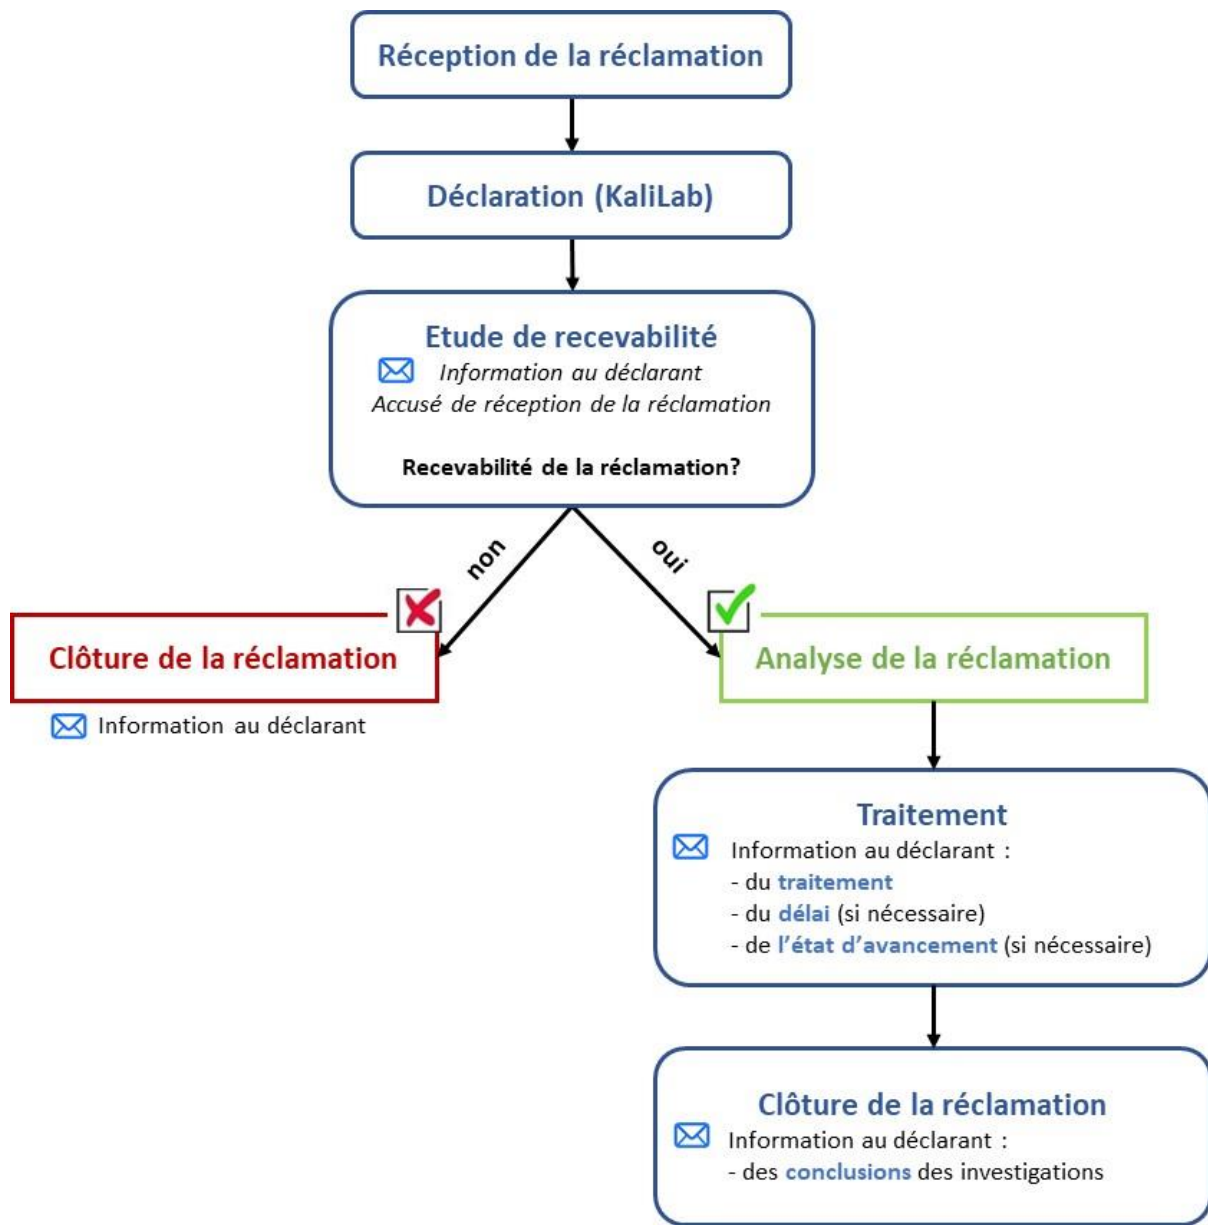 Réception de la réclamation
Déclaration (KaliLab)
Etude de recevabilité
Information au déclarant
Accusé de réception de la réclamation
Recevabilité de la réclamation?
non
oui
Clôture de la réclamation
Information au déclarant
Analyse de la réclamation
Traitement
Information au déclarant :
- du traitement
- du délai (si nécessaire)
- de l'état d'avancement (si nécessaire)
Clôture de la réclamation
Information au déclarant :
- des conclusions des investigations